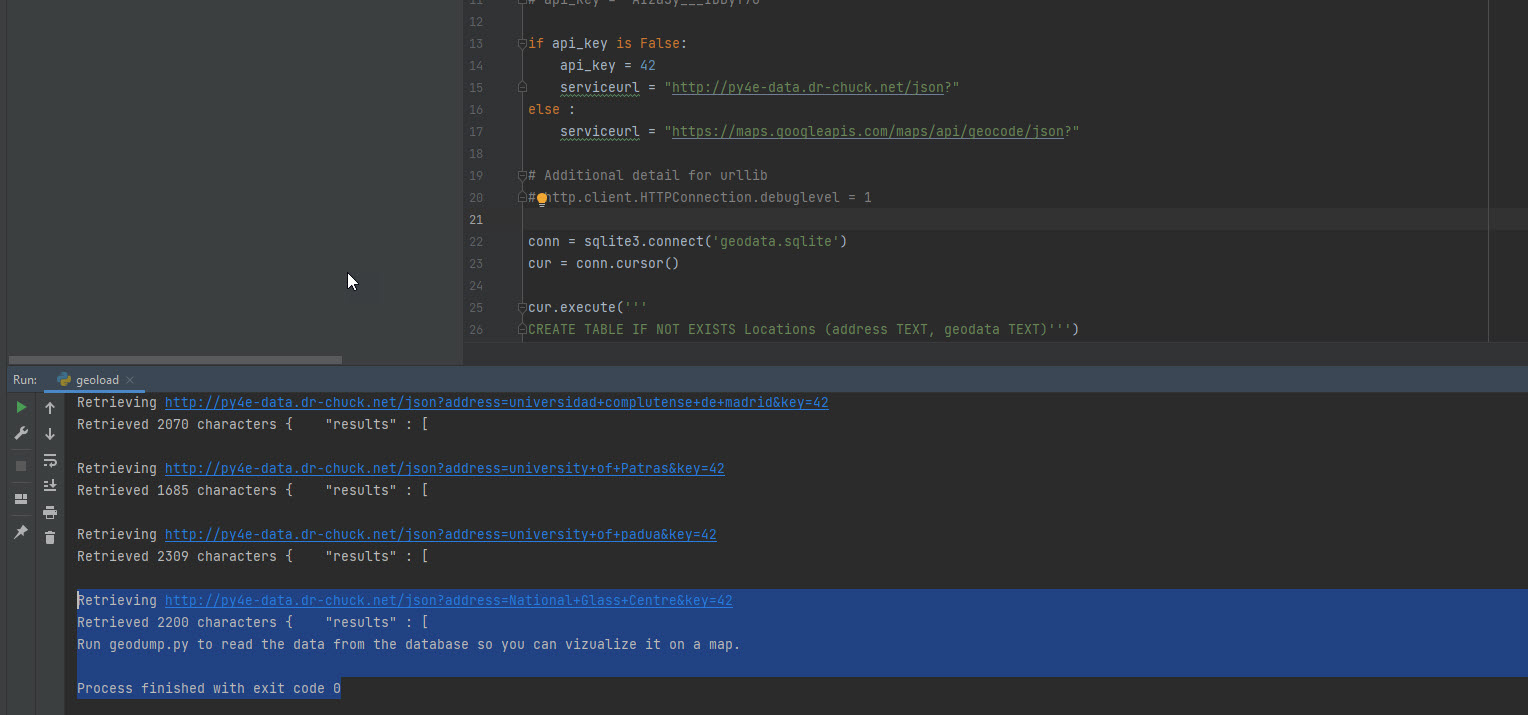 11 # api_key =
12
13 if api_key is False:
14 api_key = 42
15 serviceurl = "http://py4e-data.dr-chuck.net/json?"
16 else :
17 serviceurl = "https://maps.googleapis.com/maps/api/geocode/json?"
18
19 # Additional detail for urllib
20 # http.client.HTTPConnection.debuglevel = 1
21
22 conn = sqlite3.connect('geodata.sqlite')
23 cur = conn.cursor()
24
25 cur.execute('''
26 CREATE TABLE IF NOT EXISTS Locations (address TEXT, geodata TEXT)''')
Run: geoload
Retrieving http://py4e-data.dr-chuck.net/json?address=universidad+complutense+de+madrid&key=42
Retrieved 2070 characters { "results" : [
Retrieving http://py4e-data.dr-chuck.net/json?address=university+of+Patras&key=42
Retrieved 1685 characters { "results" : [
Retrieving http://py4e-data.dr-chuck.net/json?address=university+of+padua&key=42
Retrieved 2309 characters { "results" : [
Retrieving http://py4e-data.dr-chuck.net/json?address=National+Glass+Centre&key=42
Retrieved 2200 characters { "results" : [
Run geodump.py to read the data from the database so you can vizualize it on a map.
Process finished with exit code 0